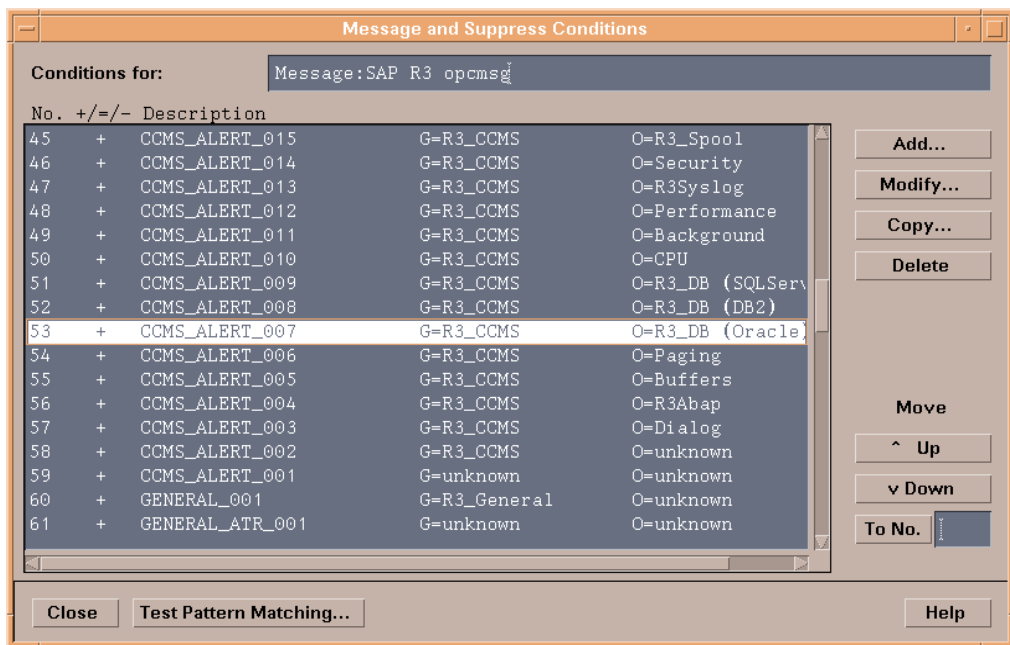 Message and Suppress Conditions
Conditions for: Message:SAP R3 opcmsg
No. +/=/- Description
45 + CCMS_ALERT_015 G=R3_CCMS O=R3_Spool
46 + CCMS_ALERT_014 G=R3_CCMS O=Security
47 + CCMS_ALERT_013 G=R3_CCMS O=R3Syslog
48 + CCMS_ALERT_012 G=R3_CCMS O=Performance
49 + CCMS_ALERT_011 G=R3_CCMS O=Background
50 + CCMS_ALERT_010 G=R3_CCMS O=CPU
51 + CCMS_ALERT_009 G=R3_CCMS O=R3_DB (SQLServ
52 + CCMS_ALERT_008 G=R3_CCMS O=R3_DB (DB2)
53 + CCMS_ALERT_007 G=R3_CCMS O=R3_DB (Oracle)
54 + CCMS_ALERT_006 G=R3_CCMS O=Paging
55 + CCMS_ALERT_005 G=R3_CCMS O=Buffers
56 + CCMS_ALERT_004 G=R3_CCMS O=R3Abap
57 + CCMS_ALERT_003 G=R3_CCMS O=Dialog
58 + CCMS_ALERT_002 G=R3_CCMS O=unknown
59 + CCMS_ALERT_001 G=unknown O=unknown
60 + GENERAL_001 G=R3_General O=unknown
61 + GENERAL_ATR_001 G=unknown O=unknown
Add...
Modify...
Copy...
Delete
Move
^ Up
v Down
To No.
Close Test Pattern Matching... Help